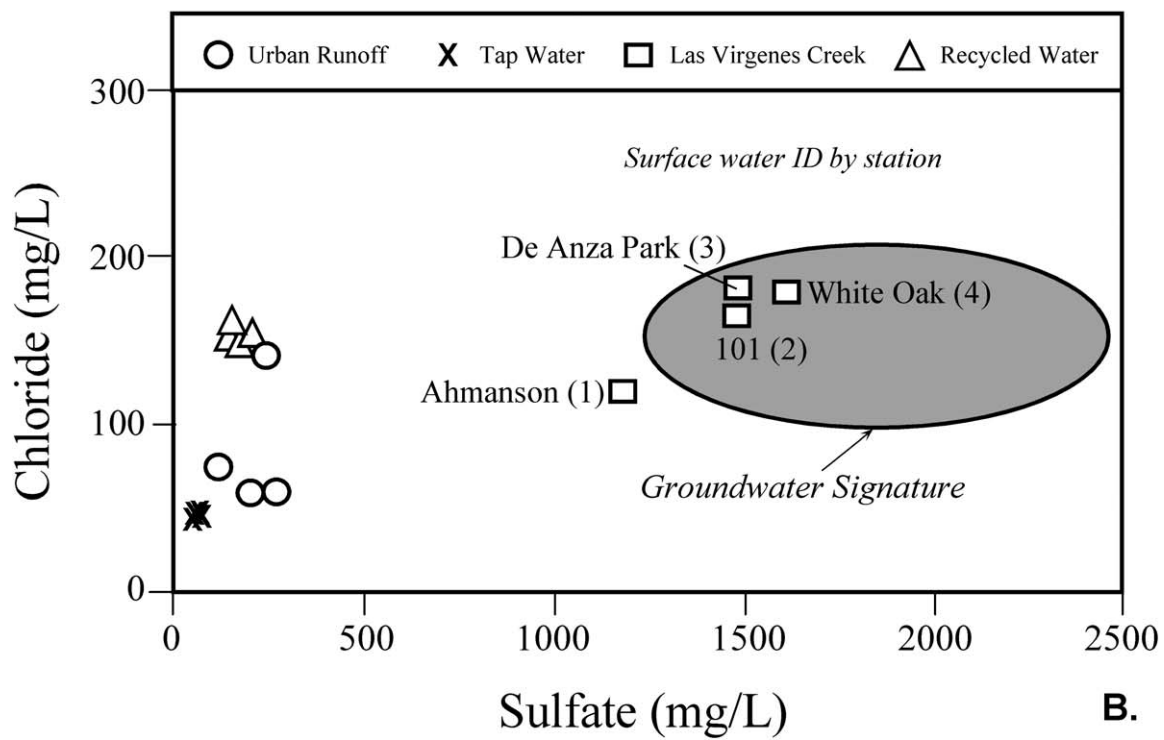 Urban Runoff
Tap Water
Las Virgenes Creek
Recycled Water
300
Surface water ID by station
De Anza Park (3)
200
White Oak (4)
101 (2)
Ahmanson (1)
100
Groundwater Signature
0
Chloride (mg/L)
0 500 1000 1500 2000 2500
Sulfate (mg/L)
B.